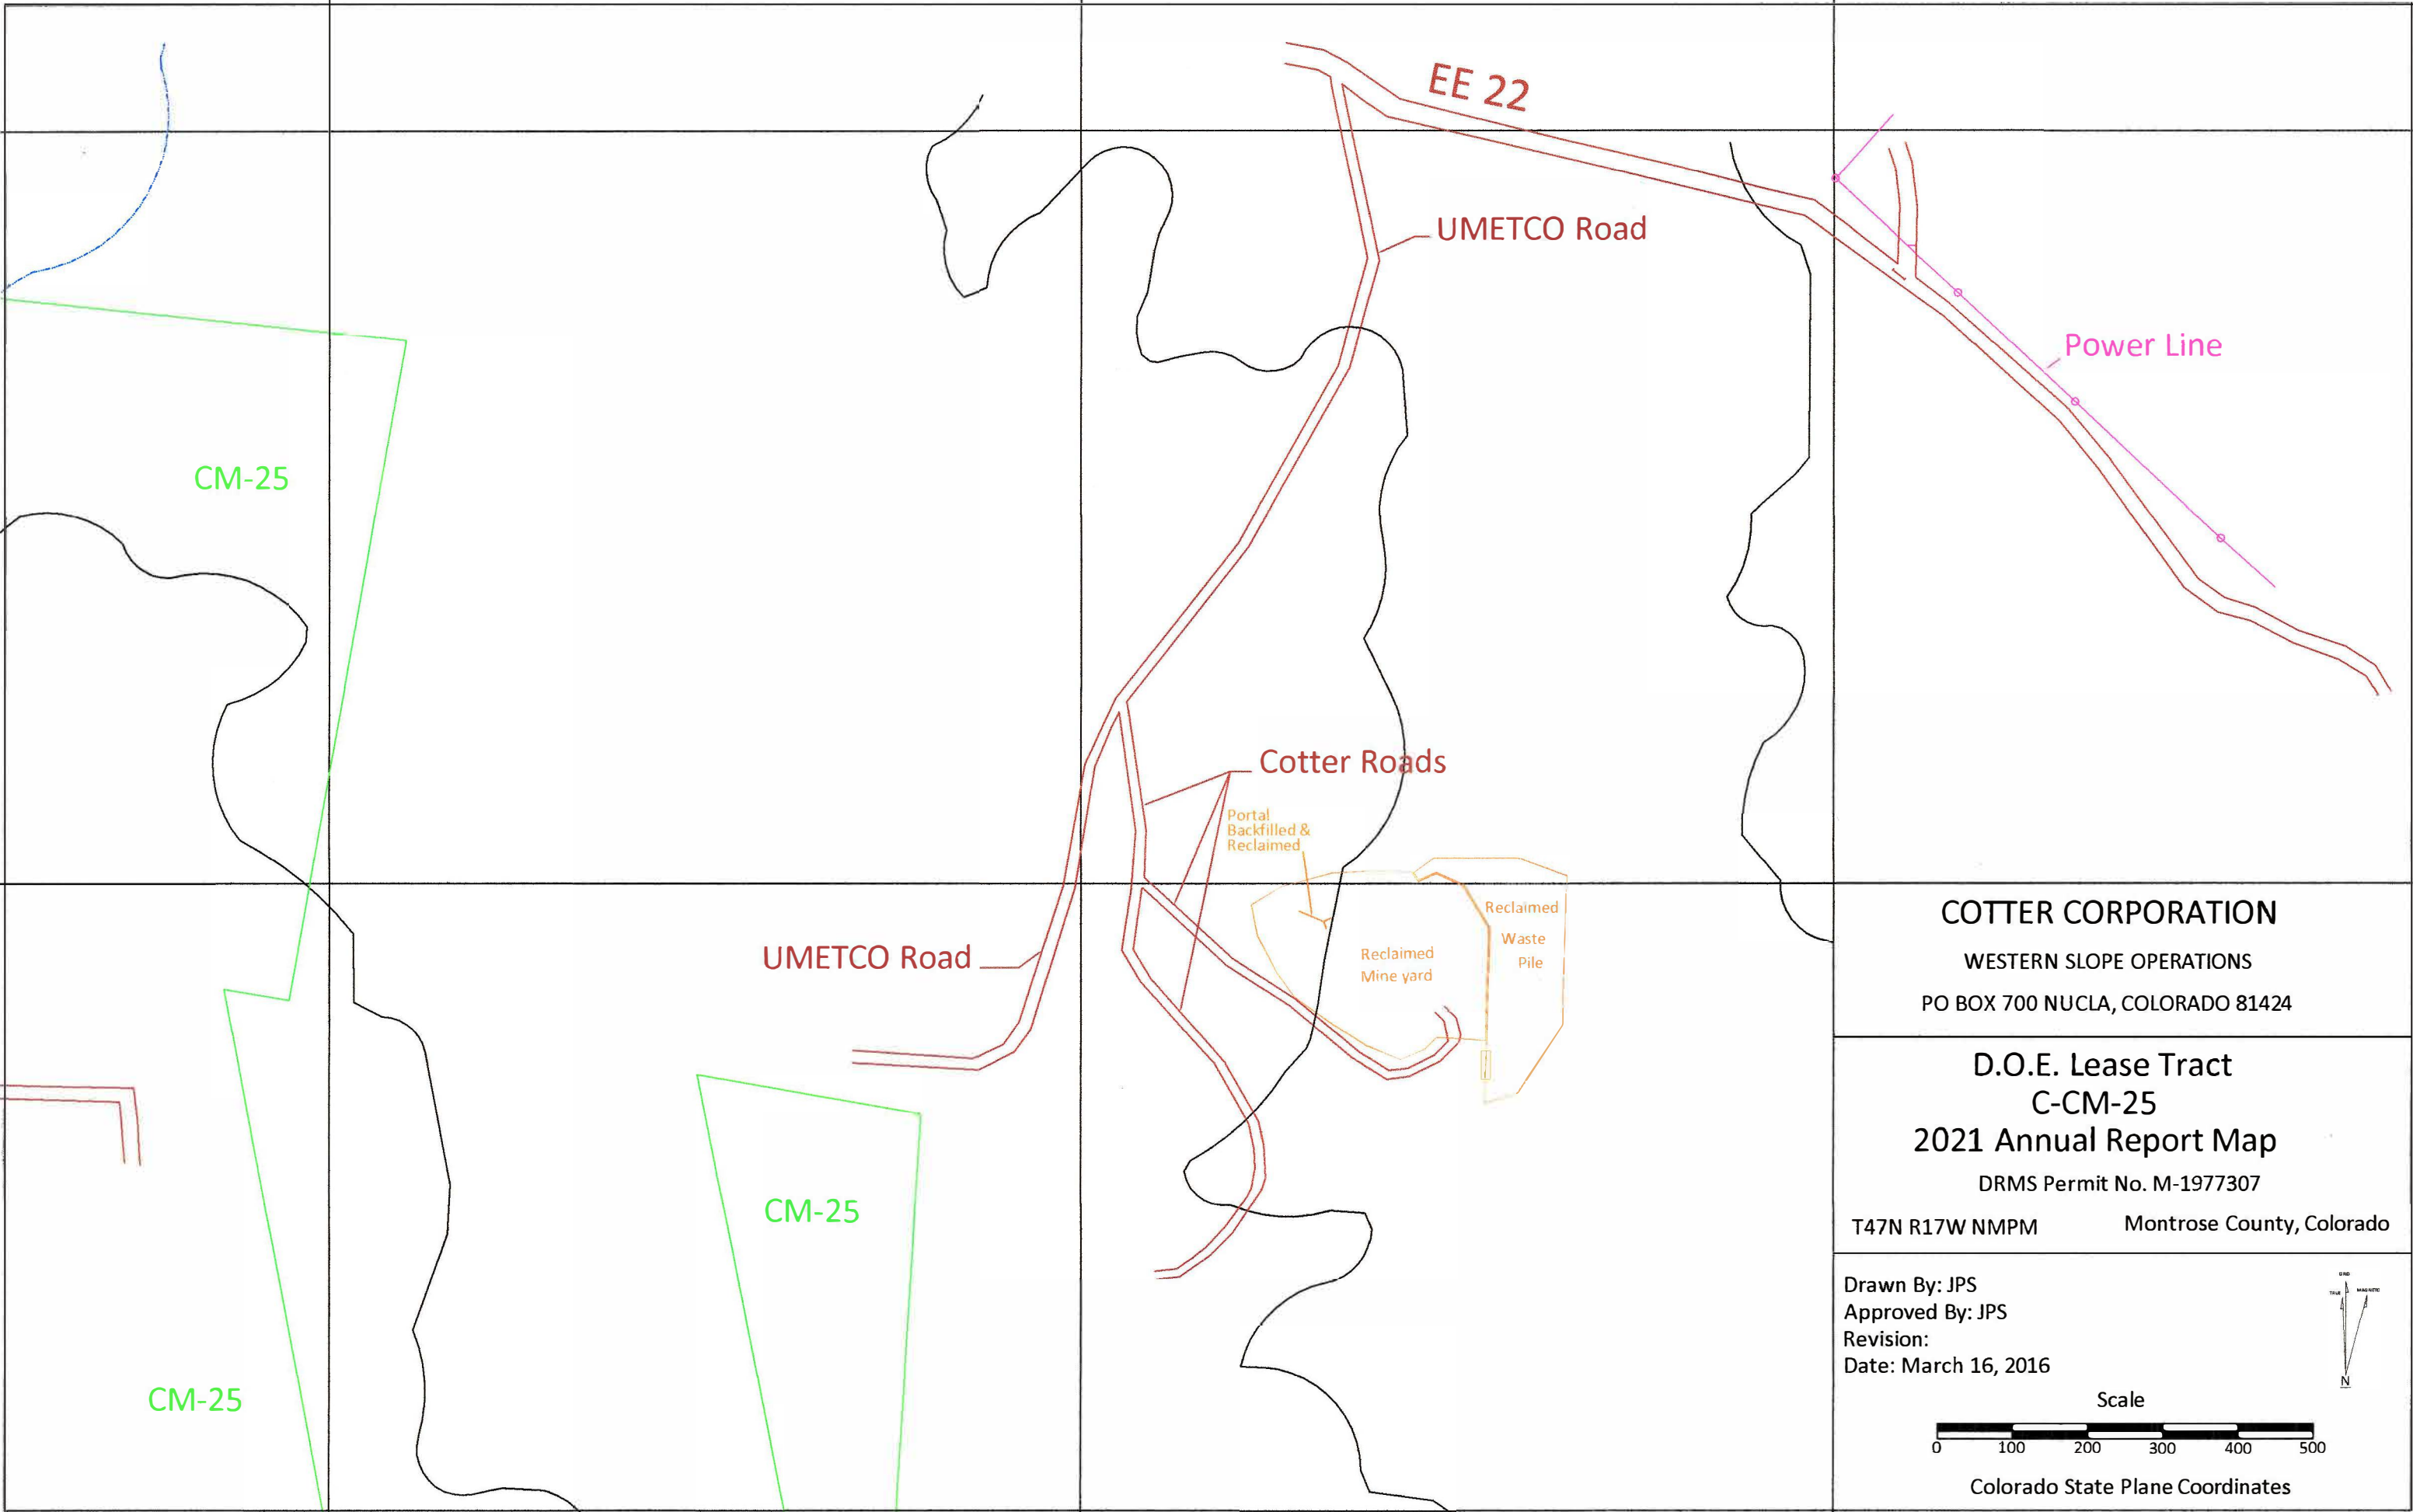 EE 22
UMETCO Road
Power Line
CM-25
Cotter Roads
Portal
Backfilled &
Reclaimed
Reclaimed
Waste
Pile
Reclaimed
Mine yard
UMETCO Road
CM-25
CM-25
COTTER CORPORATION
WESTERN SLOPE OPERATIONS
PO BOX 700 NUCLA, COLORADO 81424
D.O.E. Lease Tract
C-CM-25
2021 Annual Report Map
DRMS Permit No. M-1977307
T47N R17W NMPM Montrose County, Colorado
Drawn By: JPS
Approved By: JPS
Revision:
Date: March 16, 2016
TRUE
MAGNETIC
N
Scale
0 100 200 300 400 500
Colorado State Plane Coordinates